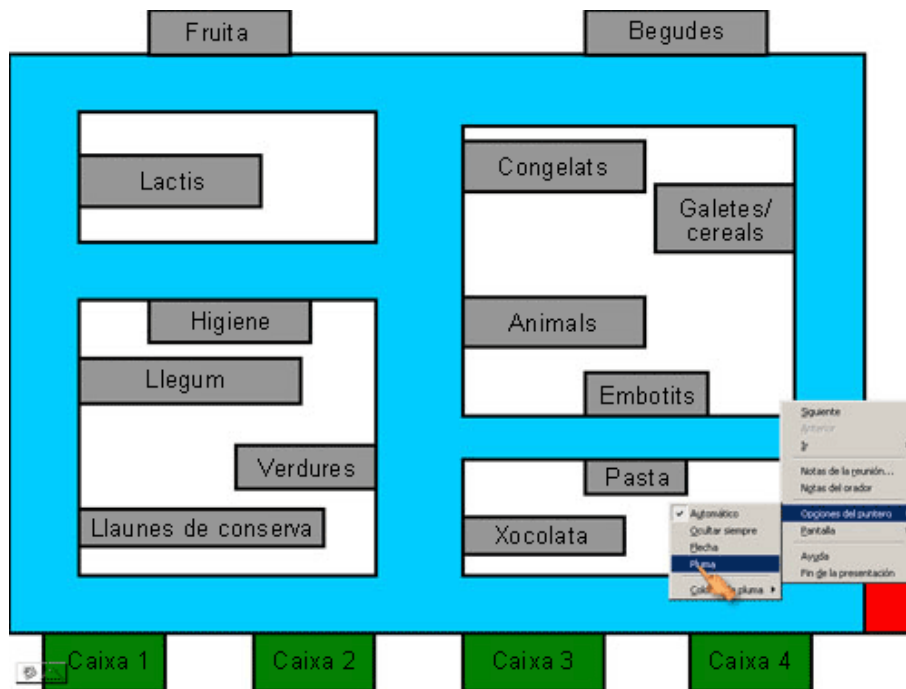 Fruita
Begudes
Lactis
Congelats
Galetes/
cereals
Higiene
Animals
Llegum
Embotits
Verdures
Pasta
Llaunes de conserva
Xocolata
Siguiente
Anterior
Ir
Notas de la reunión...
Notas del orador
Opciones del puntero
Pantalla
Ayuda
Fin de la presentación
Automático
Ocultar siempre
Flecha
Pluma
pluma
Caixa 1
Caixa 2
Caixa 3
Caixa 4